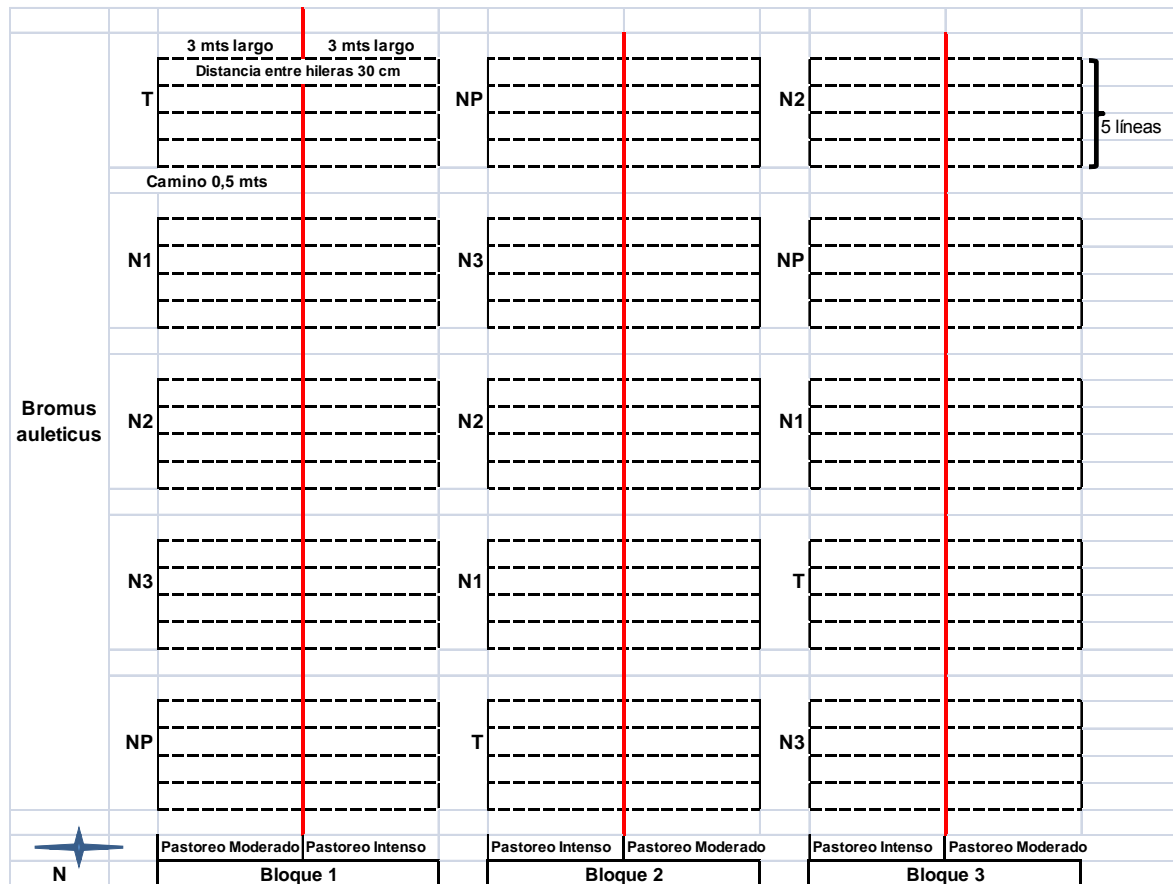 3 mts largo 3 mts largo
Distancia entre hileras 30 cm
T NP N2
5 líneas
Camino 0,5 mts
N1 N3 NP
Bromus
auleticus
N2 N2 N1
N3 N1 T
NP T N3
Pastoreo Moderado Pastoreo Intenso Pastoreo Intenso Pastoreo Moderado Pastoreo Intenso Pastoreo Moderado
N Bloque 1 Bloque 2 Bloque 3